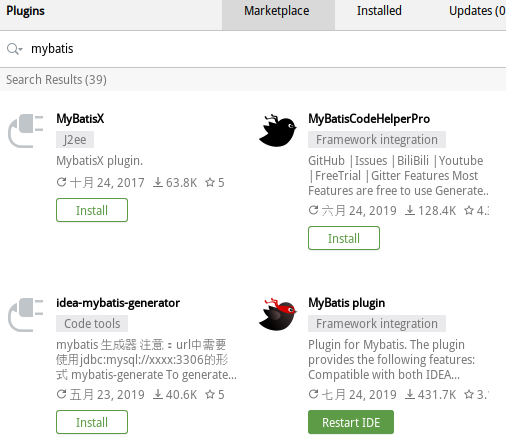 Plugins Marketplace Installed Updates (0
mybatis
Search Results (39)
MyBatisX
J2ee
MybatisX plugin.
十月 24, 2017 63.8K 5
Install
MyBatisCodeHelperPro
Framework integration
GitHub |Issues |BiliBili |Youtube
|FreeTrial |Gitter Features Most
Features are free to use Generate...
六月 24, 2019 128.4K 4.
Install
idea-mybatis-generator
Code tools
mybatis 生成器 注意：url中需要
使用jdbc:mysql://xxxx:3306的形
式 mybatis-generate To generate...
五月 23, 2019 40.6K 5
Install
MyBatis plugin
Framework integration
Plugin for Mybatis. The plugin
provides the following features:
Compatible with both IDEA...
七月 24, 2019 431.7K 3.
Restart IDE